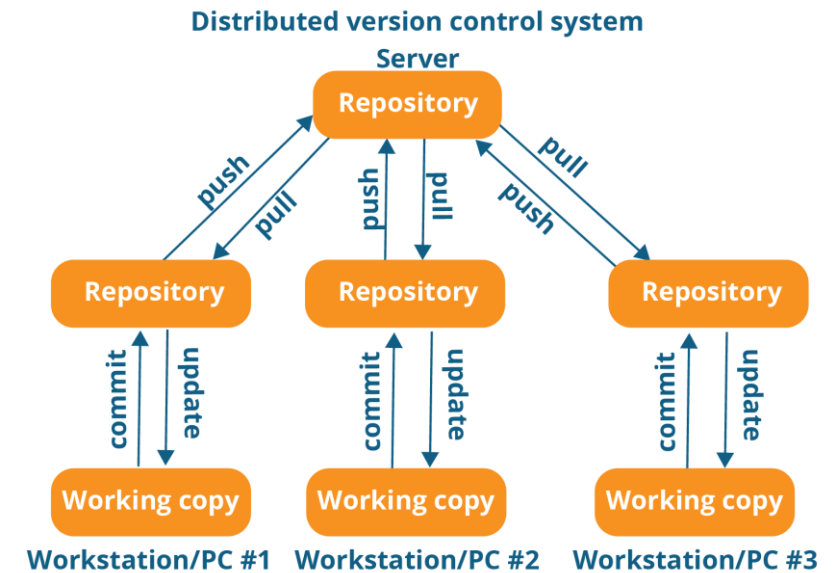 Distributed version control system
Server
Repository
push
pull
push
pull
pull
push
Repository
Repository
Repository
commit
update
commit
update
commit
update
Working copy
Working copy
Working copy
Workstation/PC #1
Workstation/PC #2
Workstation/PC #3